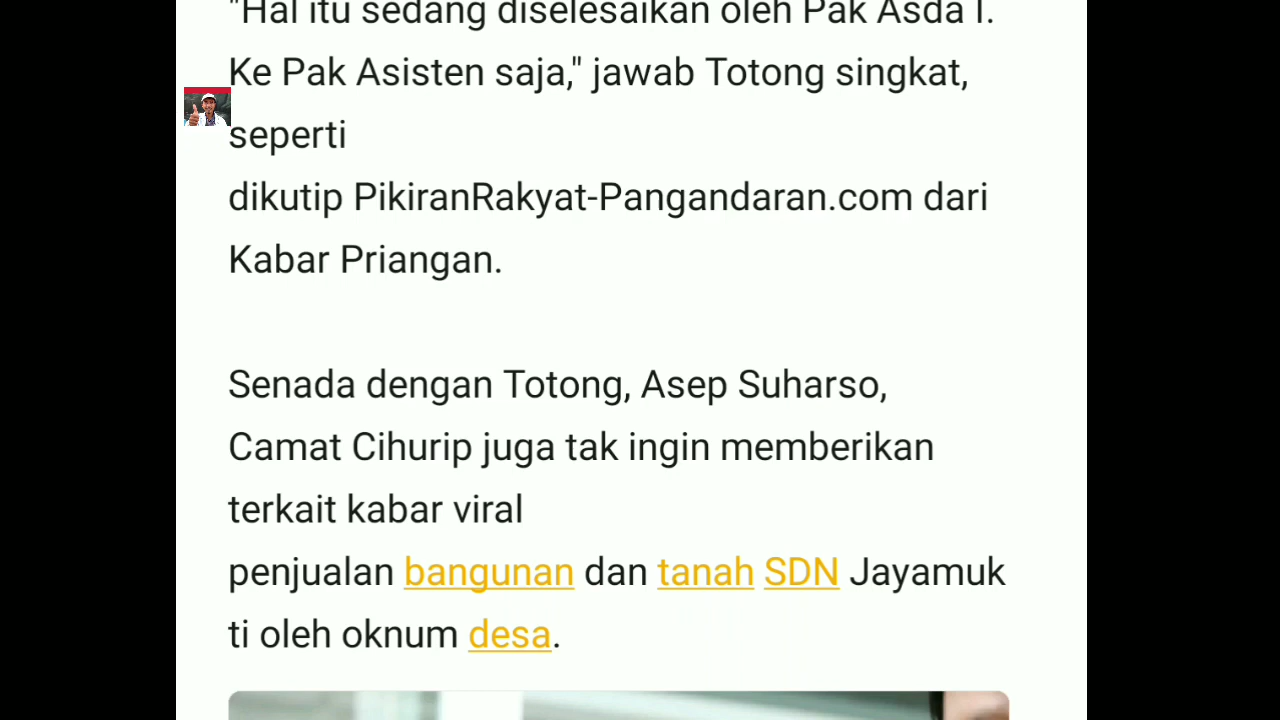 "Hal itu sedang diselesaikan oleh Pak Asda I.
Ke Pak Asisten saja," jawab Totong singkat,
seperti
dikutip PikiranRakyat-Pangandaran.com dari
Kabar Priangan.
Senada dengan Totong, Asep Suharso,
Camat Cihurip juga tak ingin memberikan
terkait kabar viral
penjualan bangunan dan tanah SDN Jayamuk
ti oleh oknum desa.